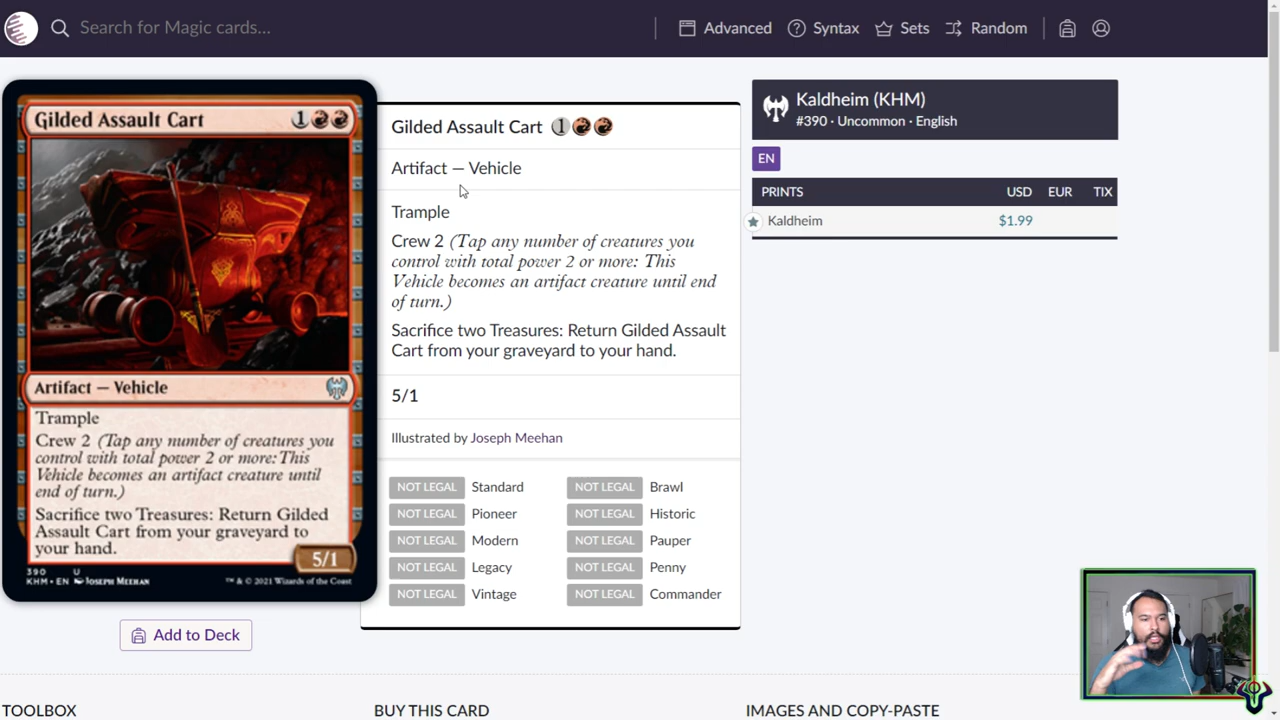 Search for Magic cards...
Advanced
Syntax
Sets
Random
Gilded Assault Cart 1
Artifact — Vehicle
Trample
Crew 2 (Tap any number of creatures you
control with total power 2 or more: This
Vehicle becomes an artifact creature until
end of turn.)
Sacrifice two Treasures: Return Gilded
Assault Cart from your graveyard to
your hand.
5/1
390 U
KHM • EN Joseph Meehan
™ & © 2021 Wizards of the Coast
Add to Deck
Gilded Assault Cart 1
Artifact — Vehicle
Trample
Crew 2 (Tap any number of creatures you
control with total power 2 or more: This
Vehicle becomes an artifact creature until end
of turn.)
Sacrifice two Treasures: Return Gilded Assault
Cart from your graveyard to your hand.
5/1
Illustrated by Joseph Meehan
NOT LEGAL Standard NOT LEGAL Brawl
NOT LEGAL Pioneer NOT LEGAL Historic
NOT LEGAL Modern NOT LEGAL Pauper
NOT LEGAL Legacy NOT LEGAL Penny
NOT LEGAL Vintage NOT LEGAL Commander
Kaldheim (KHM)
#390 · Uncommon · English
EN
PRINTS USD EUR TIX
Kaldheim $1.99
TOOLBOX
BUY THIS CARD
IMAGES AND COPY-PASTE